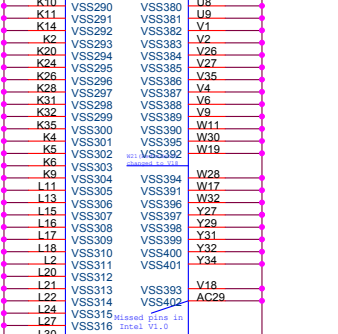 K10 VSS290 VSS380 U8
K11 VSS291 VSS381 U9
K14 VSS292 VSS382 V1
K2 VSS293 VSS383 V2
K20 VSS294 VSS384 V26
K24 VSS295 VSS385 V27
K26 VSS296 VSS386 V35
K28 VSS297 VSS387 V4
K31 VSS298 VSS388 V6
K32 VSS299 VSS389 V9
K35 VSS300 VSS390 W11
K4 VSS301 VSS395 W30
K5 VSS302 VSS392 W19
K6 VSS303 changed to V18
K9 VSS304 VSS394 W28
L11 VSS305 VSS391 W17
L13 VSS306 VSS396 W32
L15 VSS307 VSS397 Y27
L16 VSS308 VSS398 Y29
L17 VSS309 VSS399 Y31
L18 VSS310 VSS400 Y32
L2 VSS311 VSS401 Y34
L20 VSS312
L21 VSS313 VSS393 V18
L22 VSS314 VSS402 AC29
L24 VSS315 Missed pins in
L27 VSS316 Intel V1.0